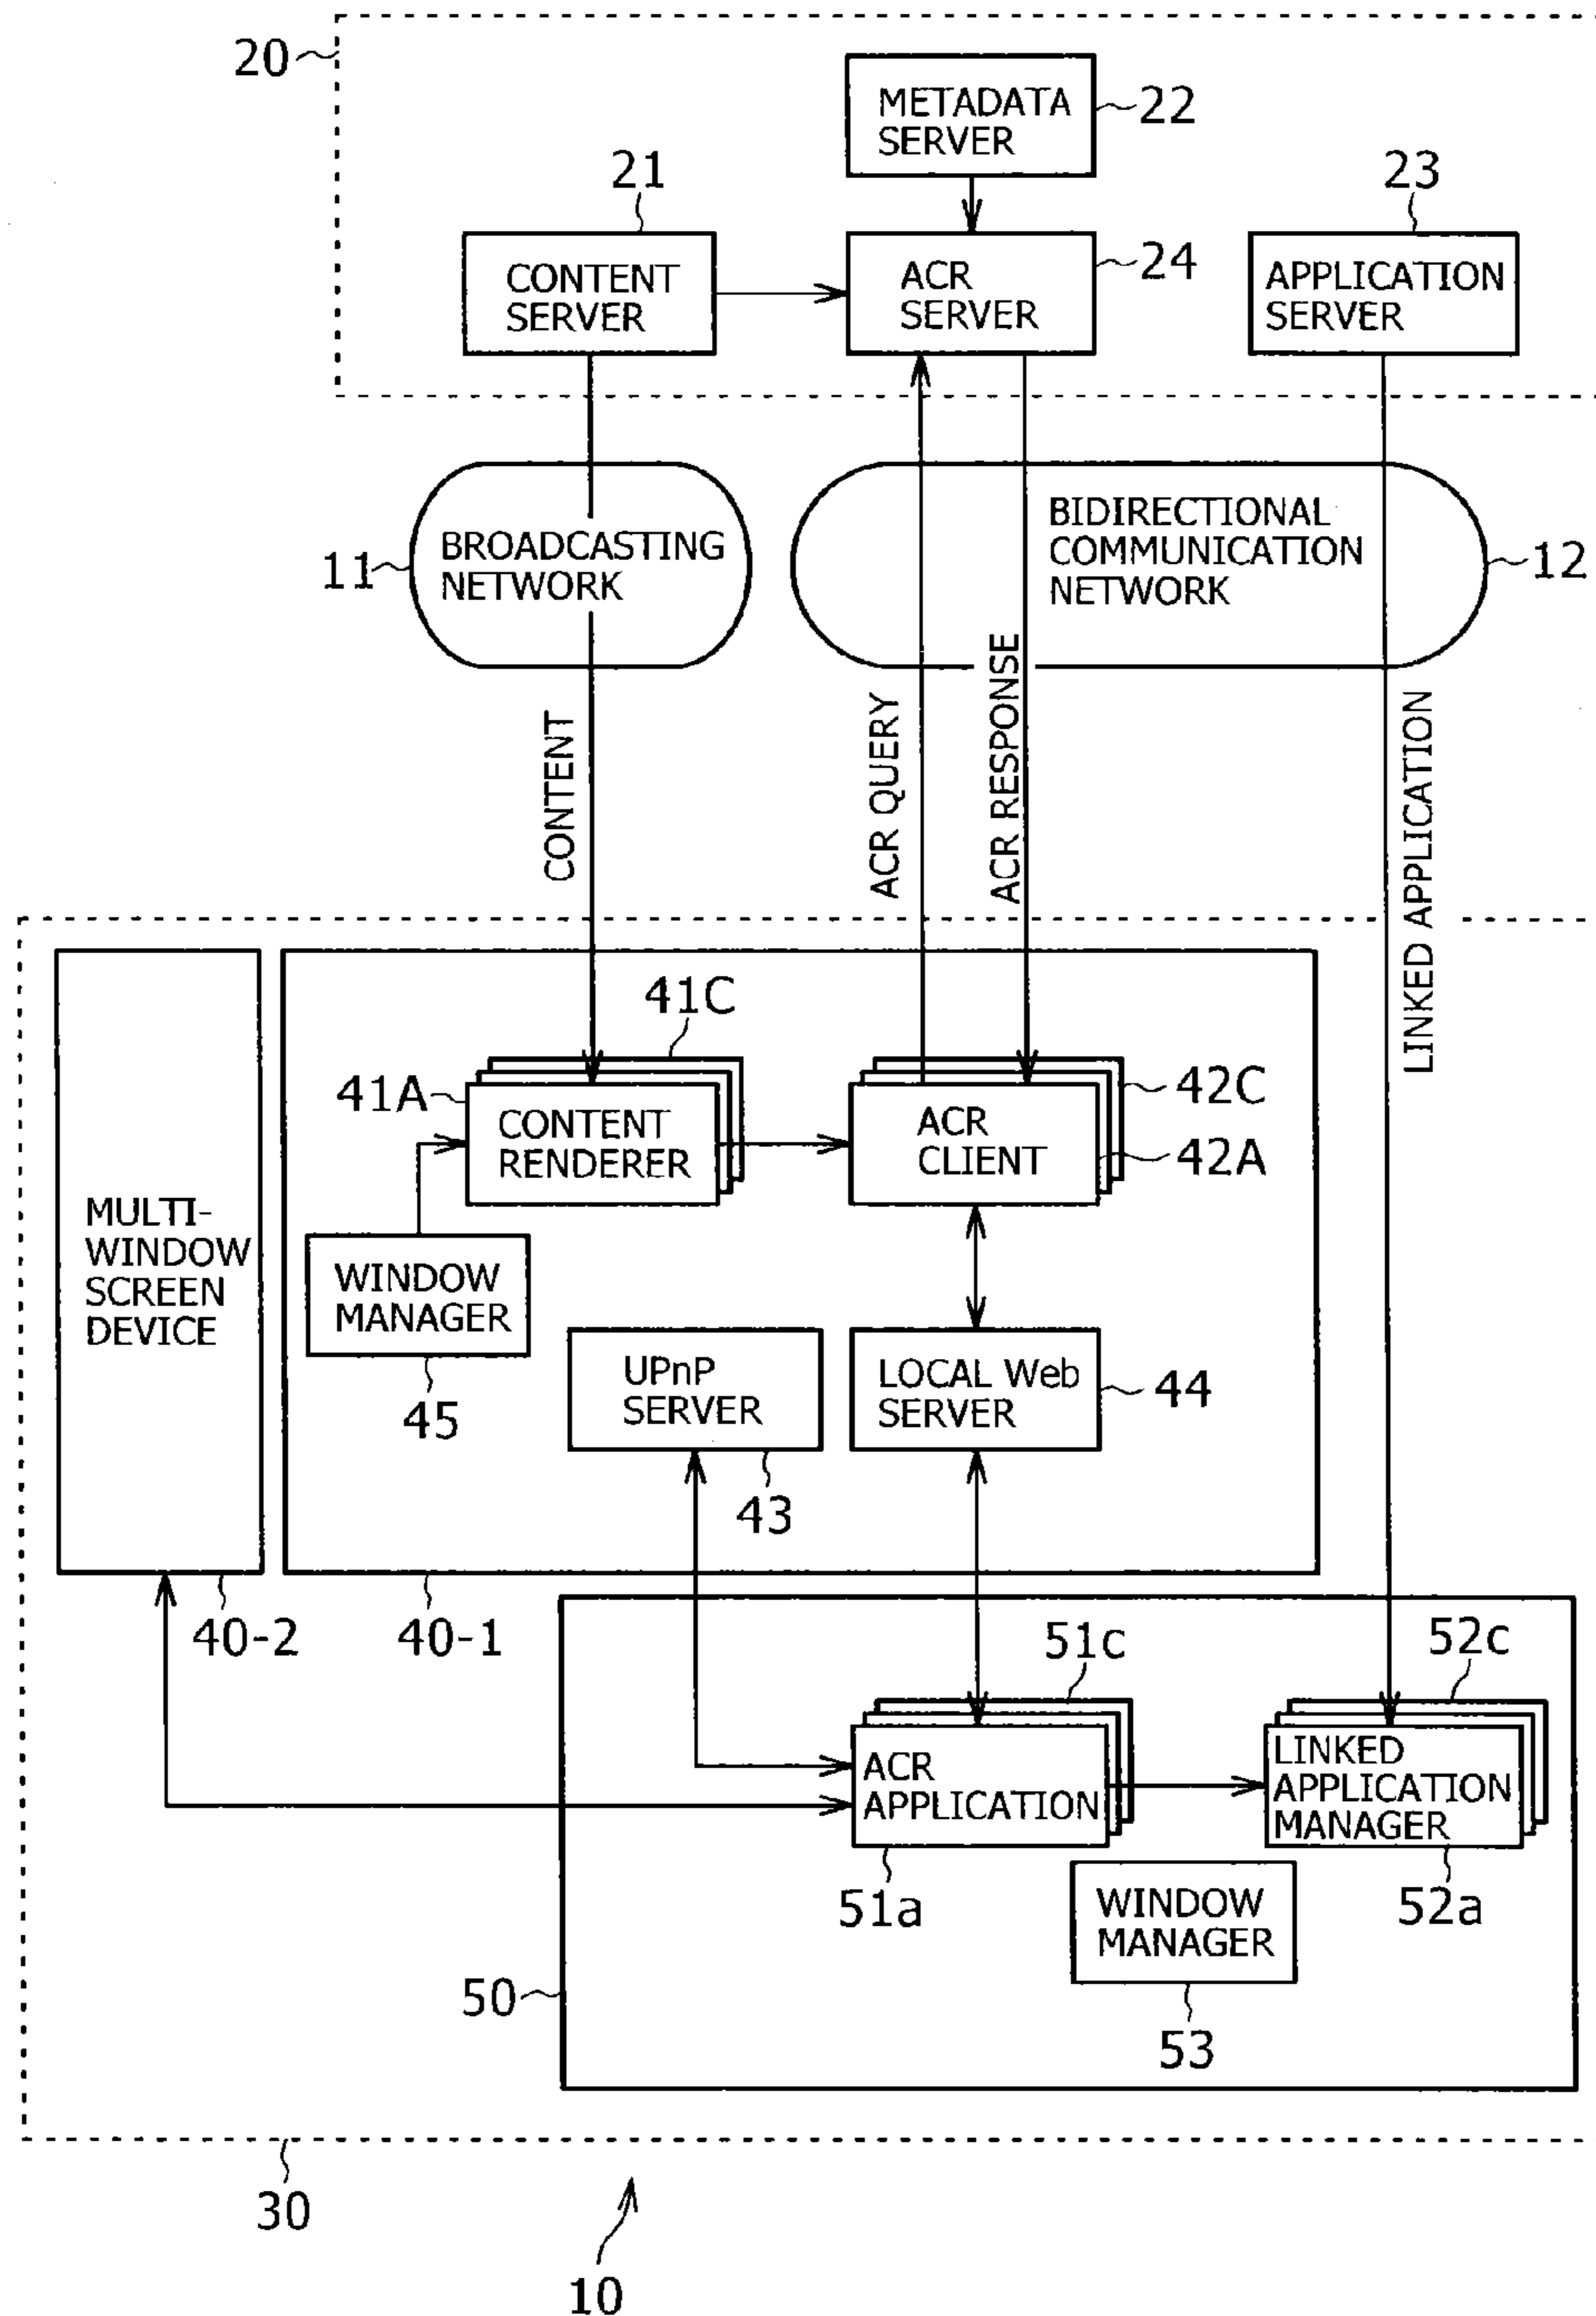 20
METADATA
SERVER
22
21
23
CONTENT
SERVER
ACR
SERVER
24
APPLICATION
SERVER
11
BROADCASTING
NETWORK
BIDIRECTIONAL
COMMUNICATION
NETWORK
12
CONTENT
ACR QUERY
ACR RESPONSE
LINKED APPLICATION
41C
41A
CONTENT
RENDERER
ACR
CLIENT
42C
42A
MULTI-
WINDOW
SCREEN
DEVICE
WINDOW
MANAGER
45
UPnP
SERVER
43
LOCAL Web
SERVER
44
40-2
40-1
51c
52c
ACR
APPLICATION
LINKED
APPLICATION
MANAGER
51a
52a
WINDOW
MANAGER
50
53
30
10